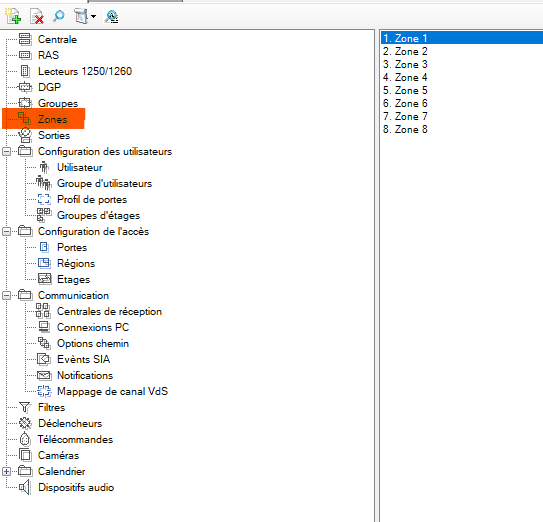 Centrale
RAS
Lecteurs 1250/1260
DGP
Groupes
Zones
Sorties
Configuration des utilisateurs
Utilisateur
Groupe d'utilisateurs
Profil de portes
Groupes d'étages
Configuration de l'accès
Portes
Régions
Etages
Communication
Centrales de réception
Connexions PC
Options chemin
Evènts SIA
Notifications
Mappage de canal VdS
Filtres
Déclencheurs
Télécommandes
Caméras
Calendrier
Dispositifs audio
1. Zone 1
2. Zone 2
3. Zone 3
4. Zone 4
5. Zone 5
6. Zone 6
7. Zone 7
8. Zone 8